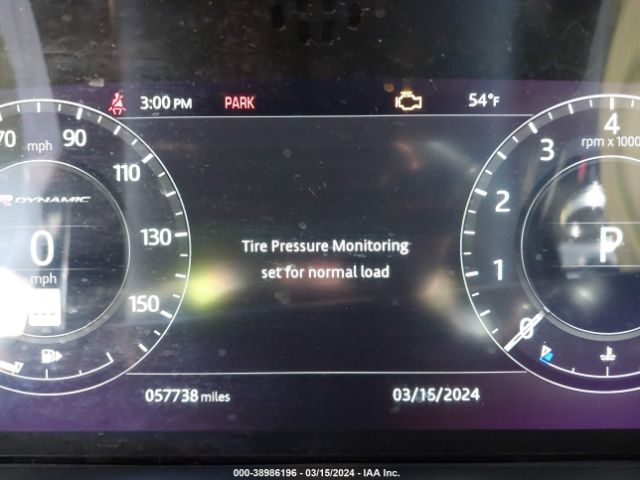 3:00 PM PARK 54°F
70 90 110 130 150
mph
R DYNAMIC
0
mph
Tire Pressure Monitoring
set for normal load
4 3 2 1 0
rpm x 1000
P
057738 miles 03/15/2024
000-38986196 - 03/15/2024 - IAA Inc.